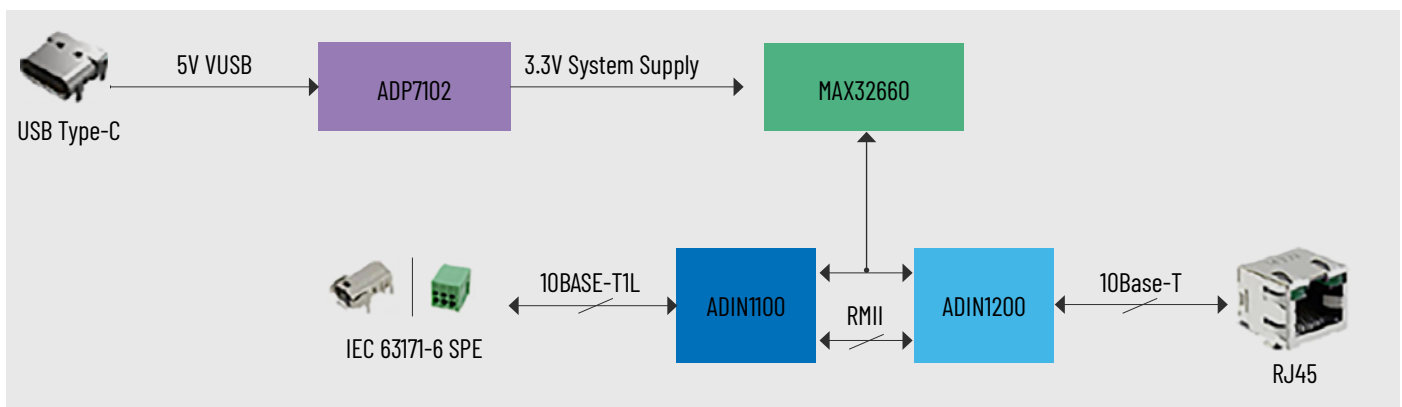 5V VUSB
ADP7102
3.3V System Supply
MAX32660
USB Type-C
10BASE-T1L
ADIN1100
RMII
ADIN1200
10Base-T
IEC 63171-6 SPE
RJ45